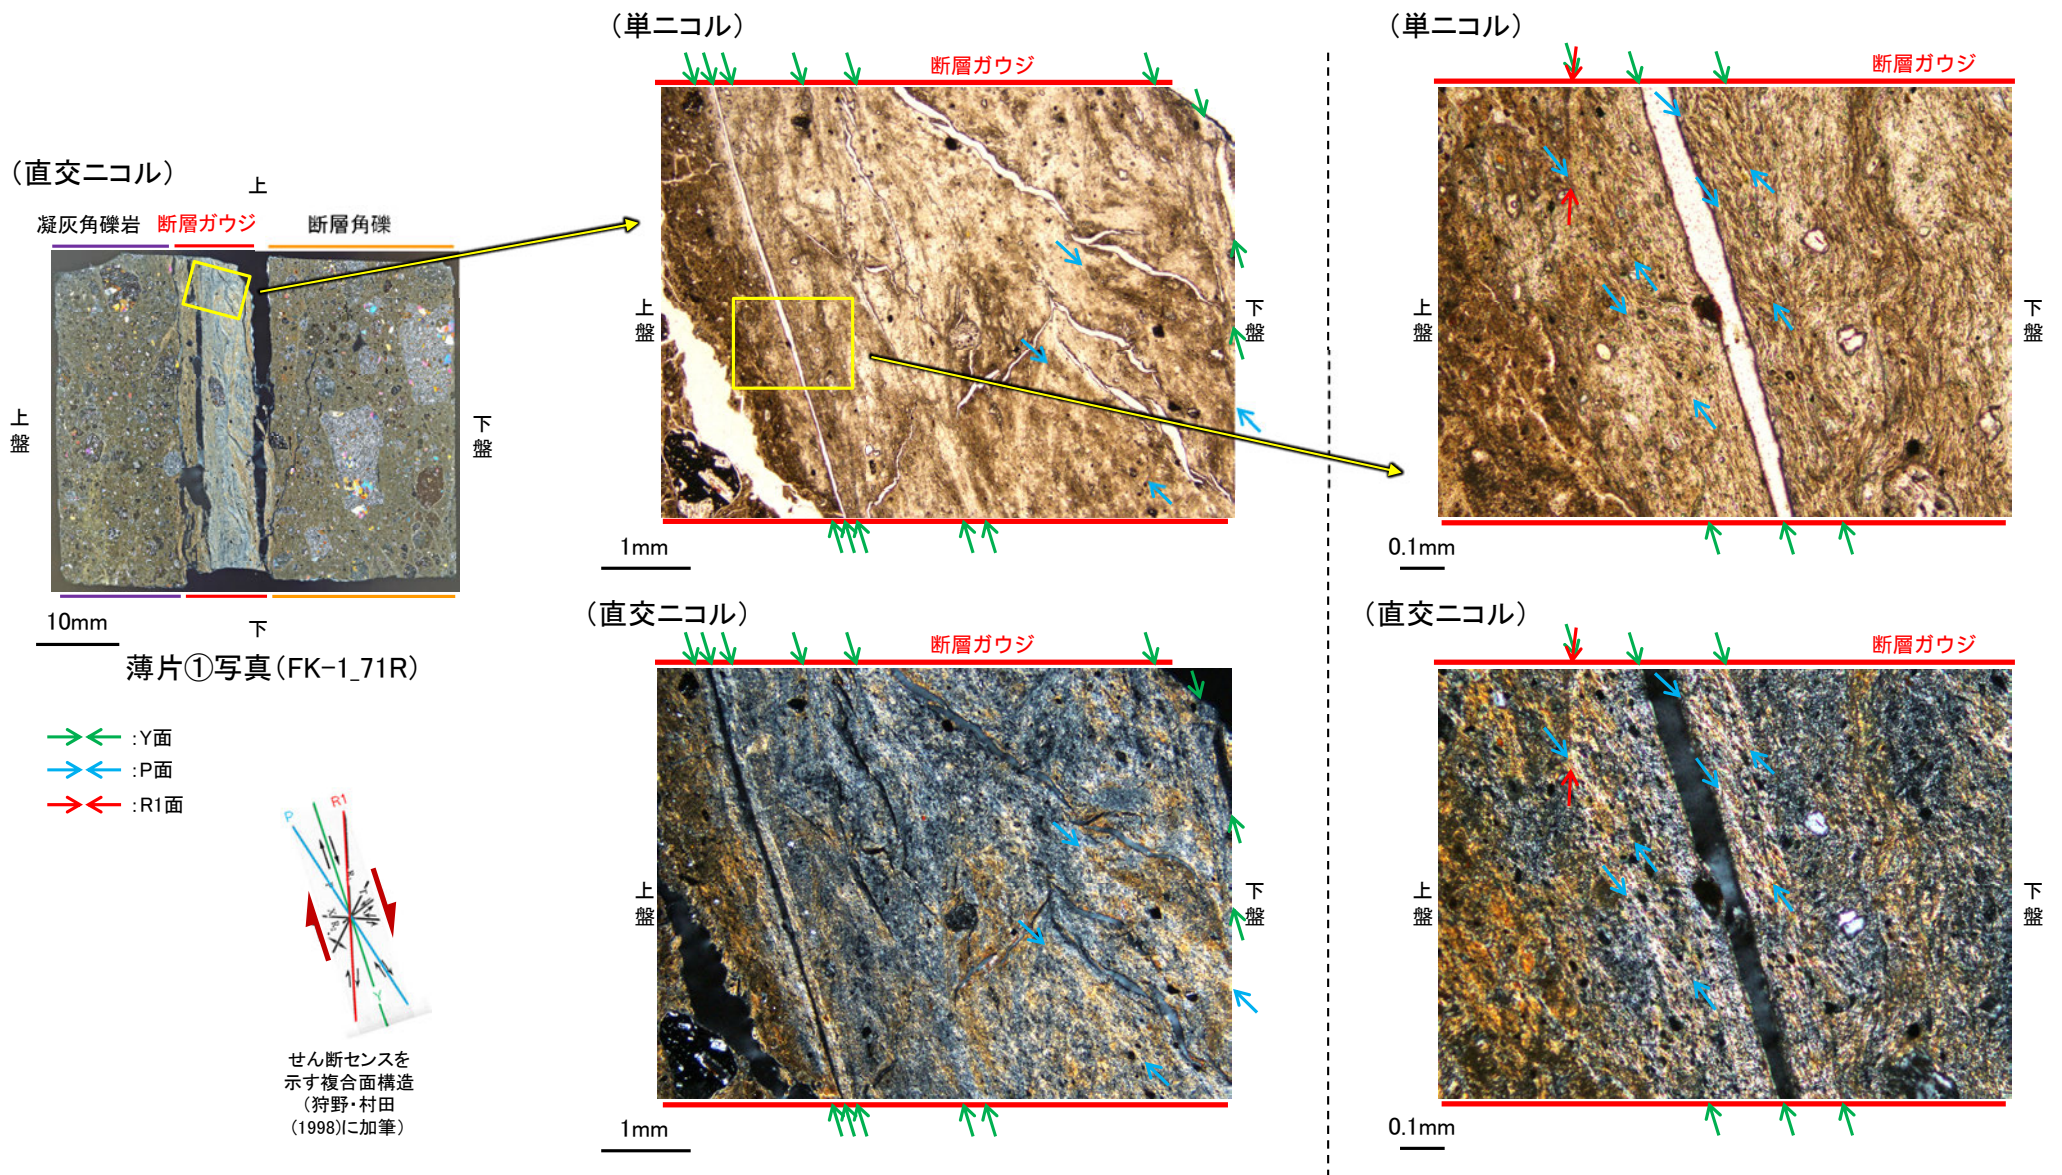 (直交ニコル)
上
凝灰角礫岩 断層ガウジ 断層角礫
上盤
下盤
10mm
下
薄片①写真(FK-1_71R)
:Y面
:P面
:R1面
P
R1
Y
せん断センスを
示す複合面構造
(狩野・村田
(1998)に加筆)
(単ニコル)
断層ガウジ
上盤
下盤
1mm
(直交ニコル)
断層ガウジ
上盤
下盤
1mm
(単ニコル)
断層ガウジ
上盤
下盤
0.1mm
(直交ニコル)
断層ガウジ
上盤
下盤
0.1mm